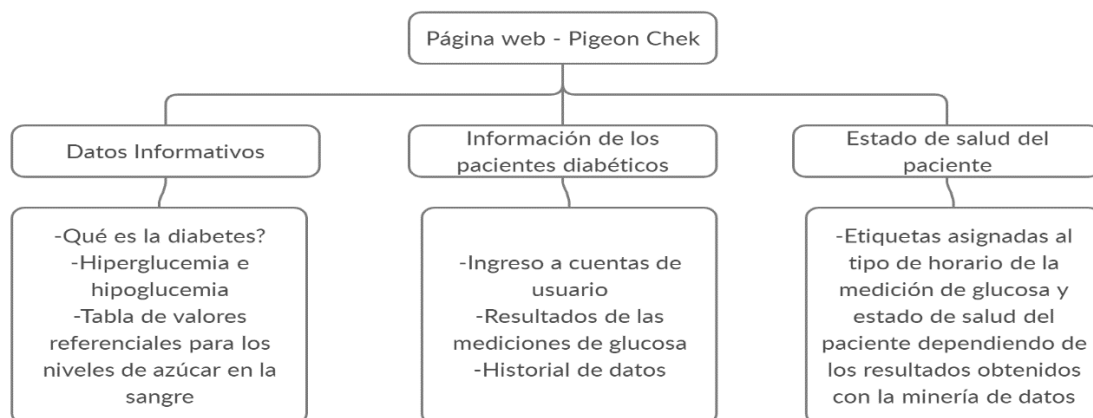 Página web - Pigeon Chek
Datos Informativos
Información de los
pacientes diabéticos
Estado de salud del
paciente
-Qué es la diabetes?
-Hiperglucemia e
hipoglucemia
-Tabla de valores
referenciales para los
niveles de azúcar en la
sangre
-Ingreso a cuentas de
usuario
-Resultados de las
mediciones de glucosa
-Historial de datos
-Etiquetas asignadas al
tipo de horario de la
medición de glucosa y
estado de salud del
paciente dependiendo de
los resultados obtenidos
con la minería de datos